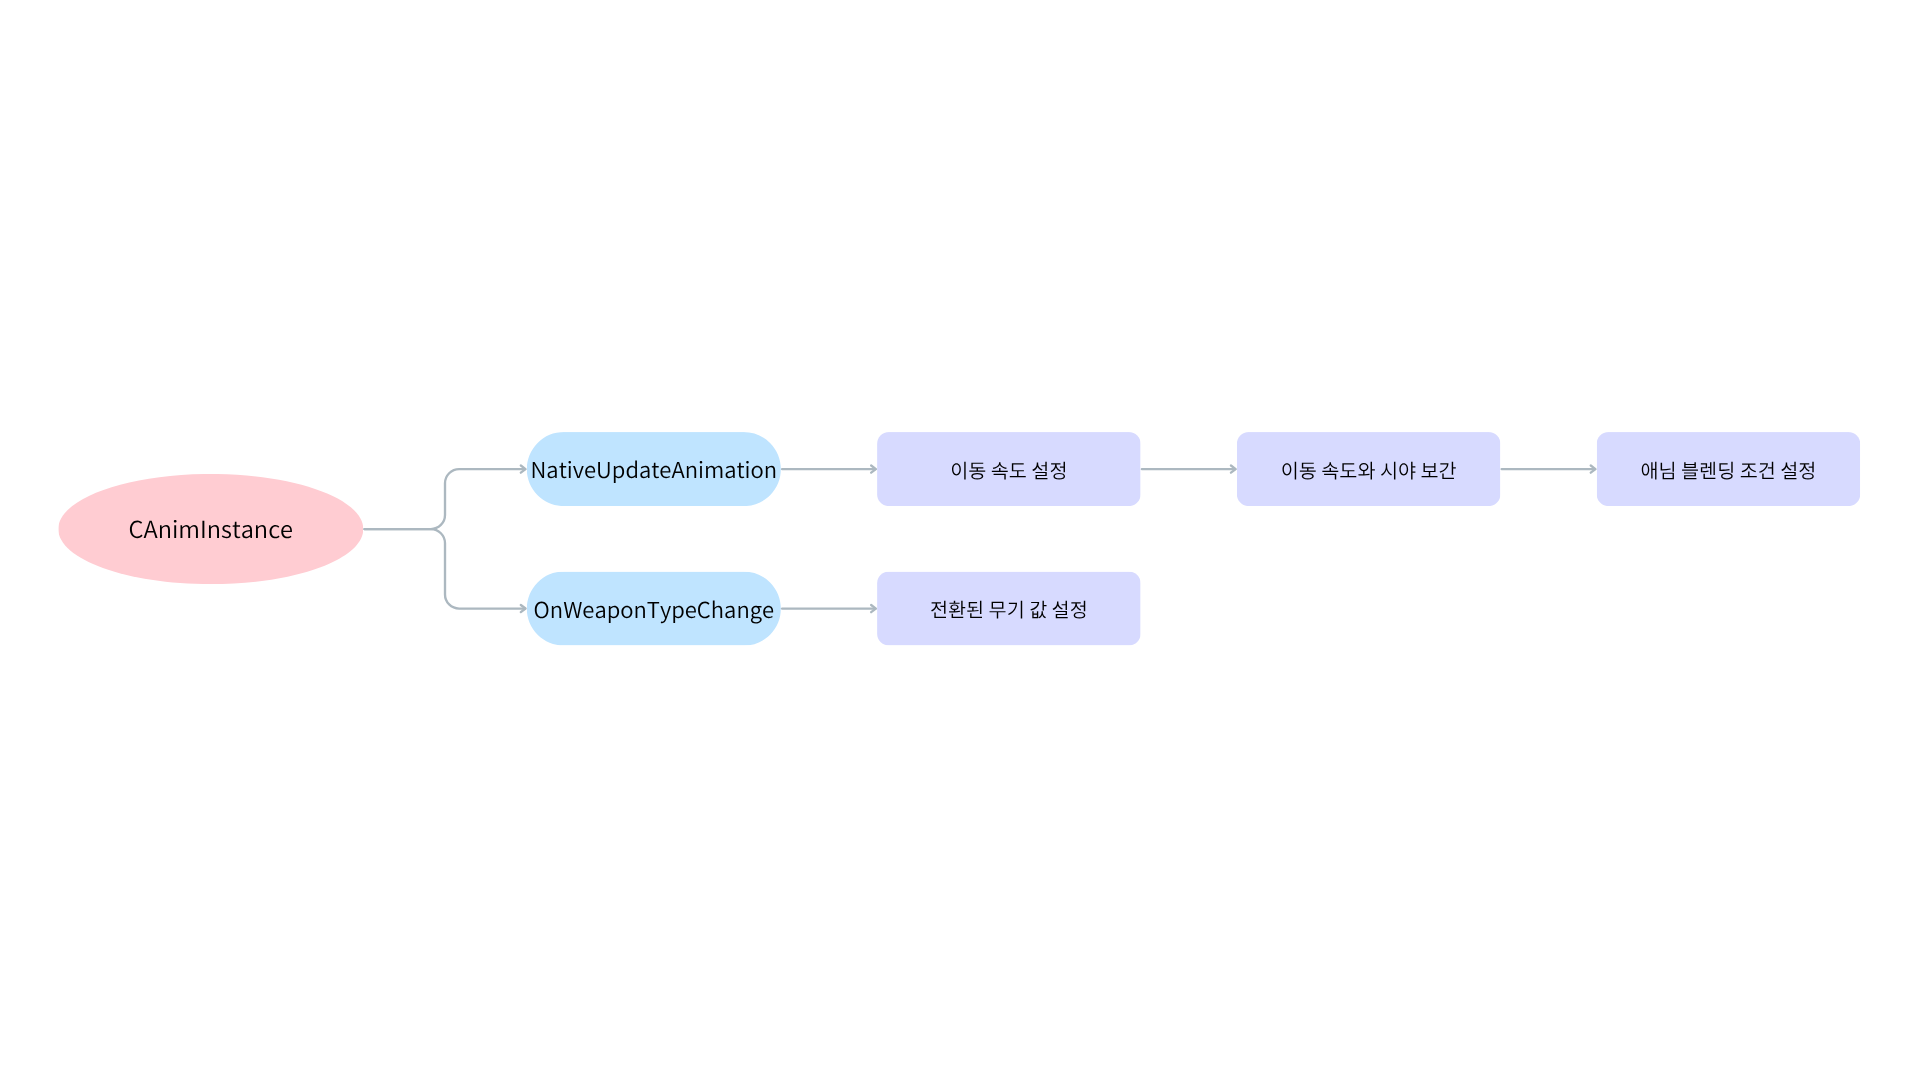 CAnimInstance
NativeUpdateAnimation
이동 속도 설정
이동 속도와 시야 보간
애님 블렌딩 조건 설정
OnWeaponTypeChange
전환된 무기 값 설정